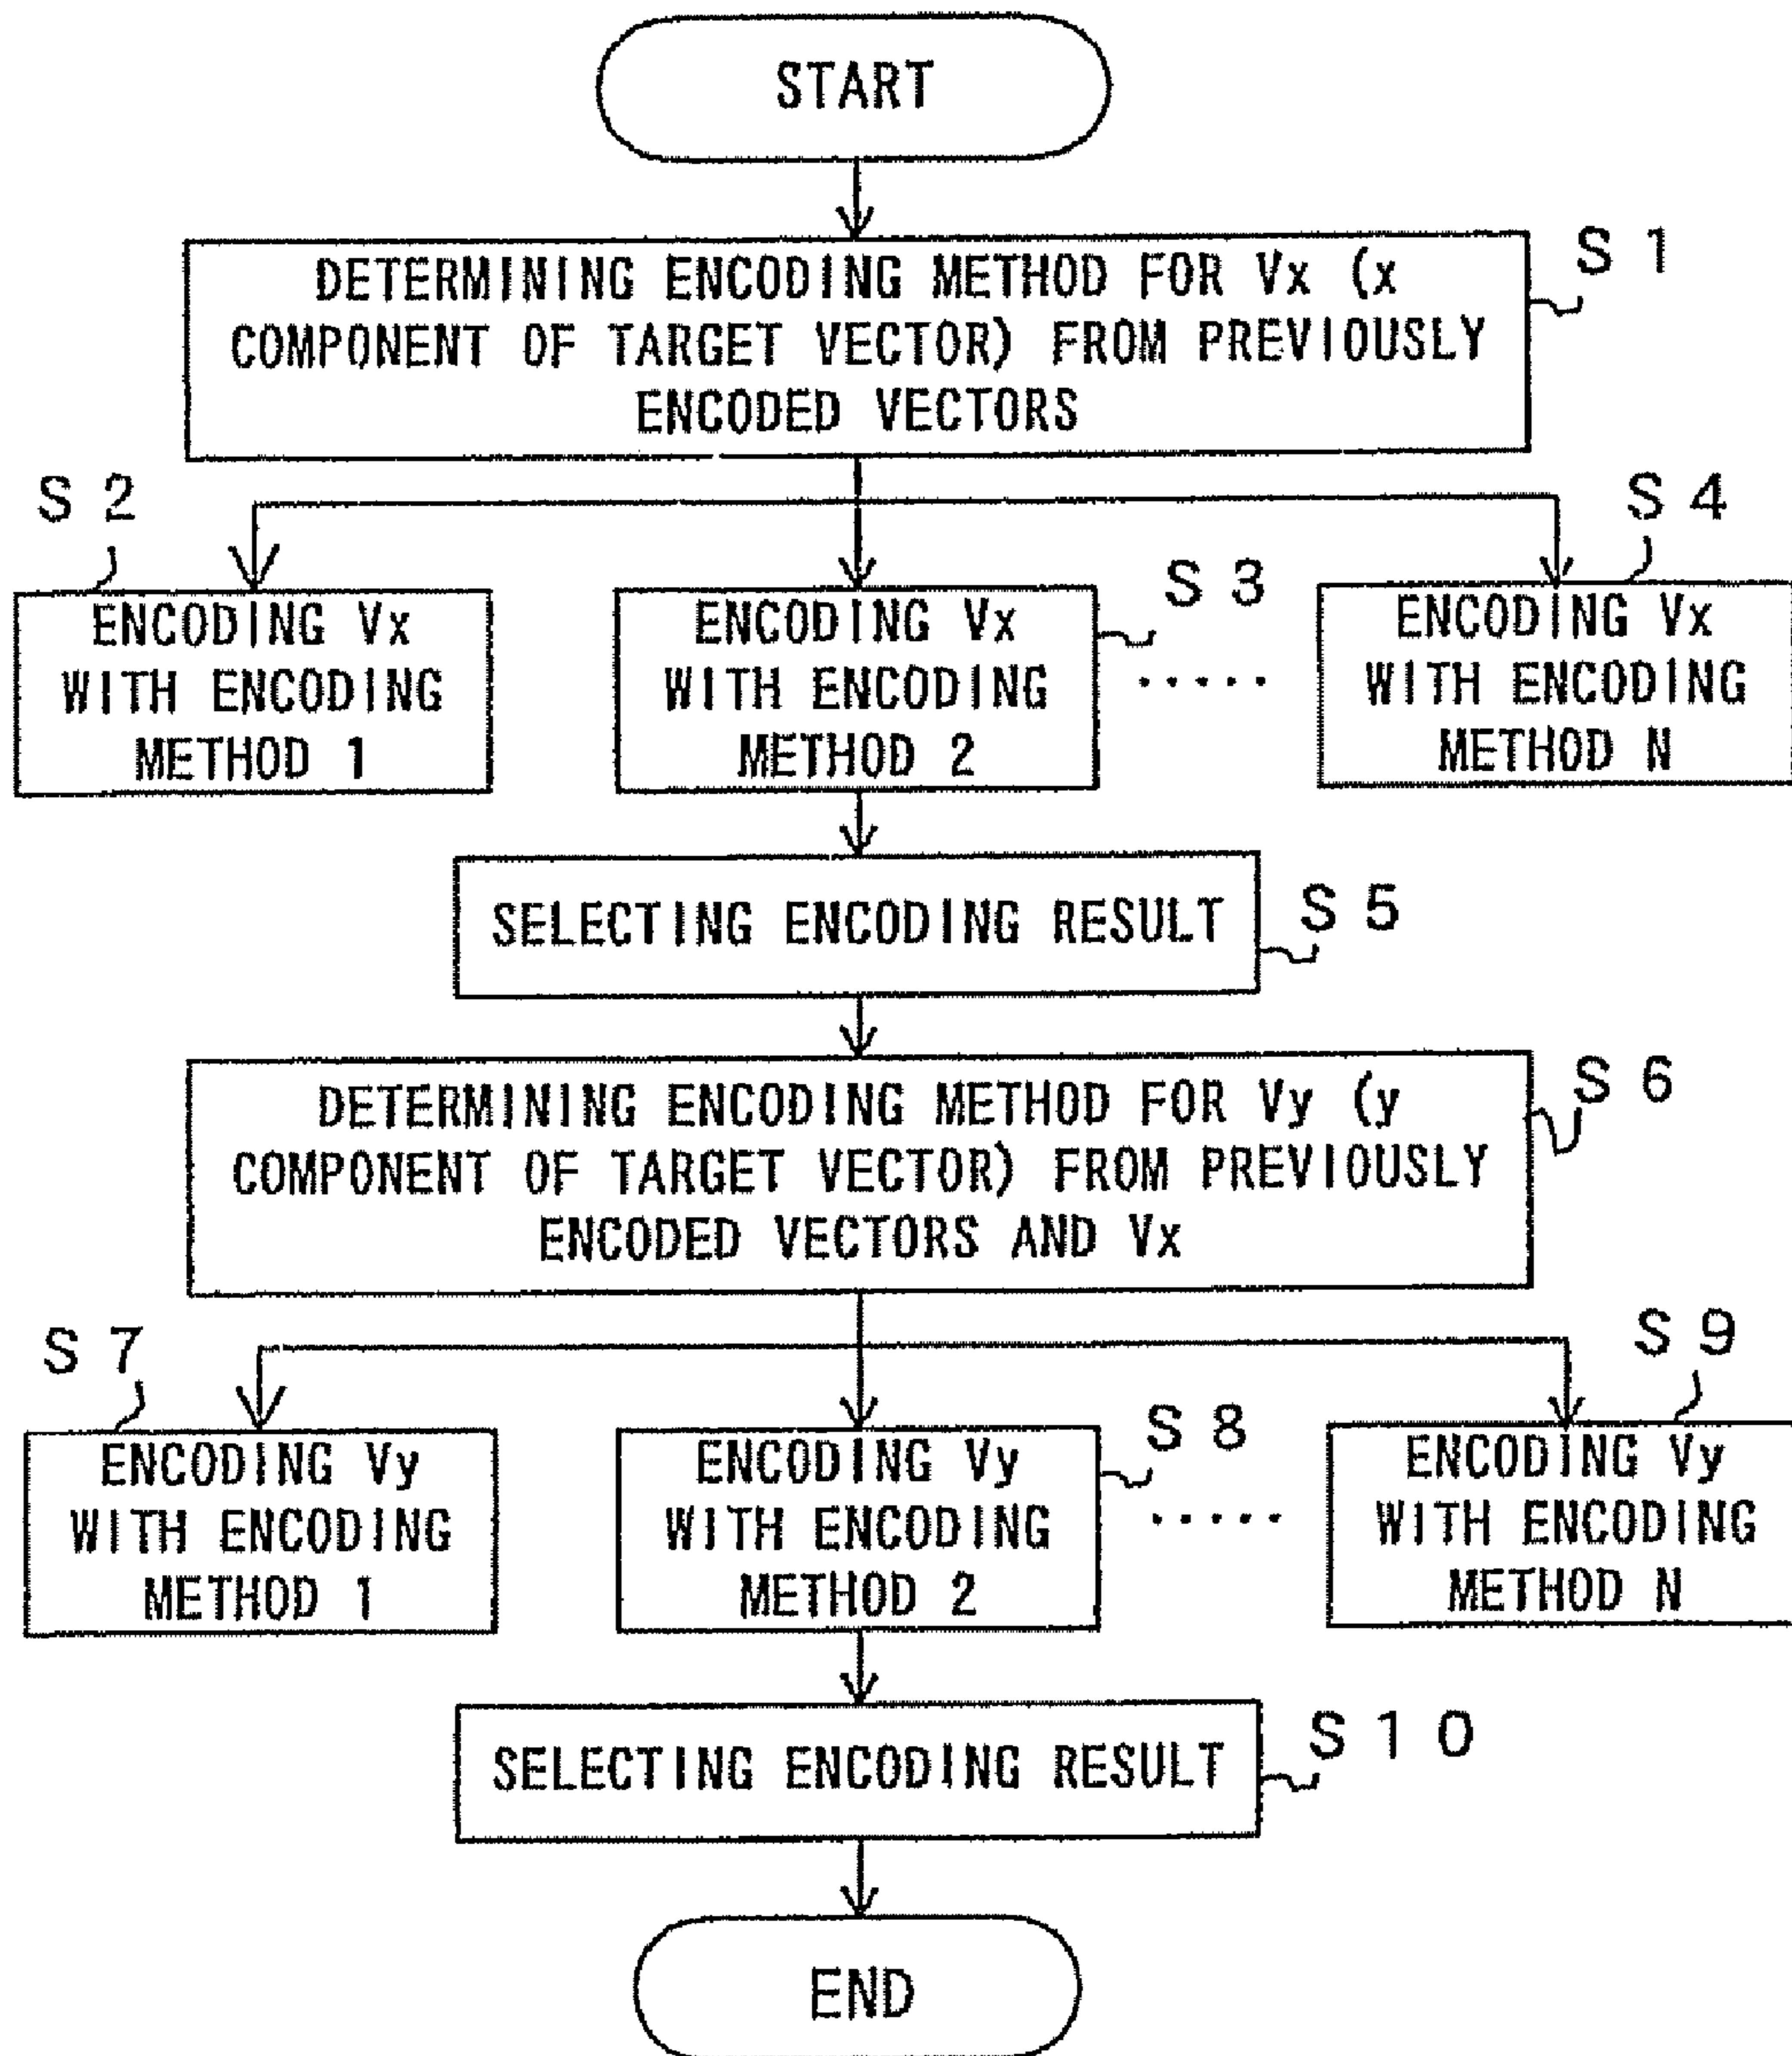 START
S 1
DETERMINING ENCODING METHOD FOR Vx (x
COMPONENT OF TARGET VECTOR) FROM PREVIOUSLY
ENCODED VECTORS
S 2
ENCODING Vx
WITH ENCODING
METHOD 1
S 3
ENCODING Vx
WITH ENCODING
METHOD 2
.....
S 4
ENCODING Vx
WITH ENCODING
METHOD N
SELECTING ENCODING RESULT
S 5
DETERMINING ENCODING METHOD FOR Vy (y
COMPONENT OF TARGET VECTOR) FROM PREVIOUSLY
ENCODED VECTORS AND Vx
S 6
S 7
ENCODING Vy
WITH ENCODING
METHOD 1
S 8
ENCODING Vy
WITH ENCODING
METHOD 2
.....
S 9
ENCODING Vy
WITH ENCODING
METHOD N
SELECTING ENCODING RESULT
S 1 0
END